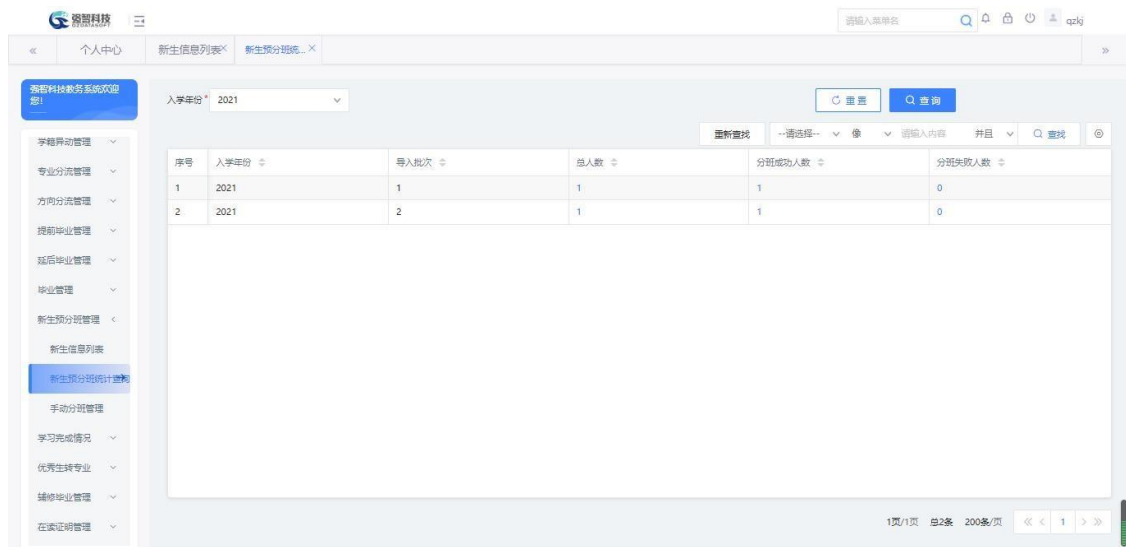 强智科技
QZDATASOFT
请输入菜单名
qzkj
个人中心
新生信息列表
新生预分班统...
强智科技教务系统欢迎
您!
入学年份* 2021
重置
查询
重新查找 --请选择-- 像 请输入内容 并且 查找
学籍异动管理
专业分流管理
方向分流管理
提前毕业管理
延后毕业管理
毕业管理
新生预分班管理
新生信息列表
新生预分班统计查询
手动分班管理
学习完成情况
优秀生转专业
辅修毕业管理
在读证明管理
序号 入学年份 导入批次 总人数 分班成功人数 分班失败人数
1 2021 1 1 1 0
2 2021 2 1 1 0
1页/1页 总2条 200条/页 1